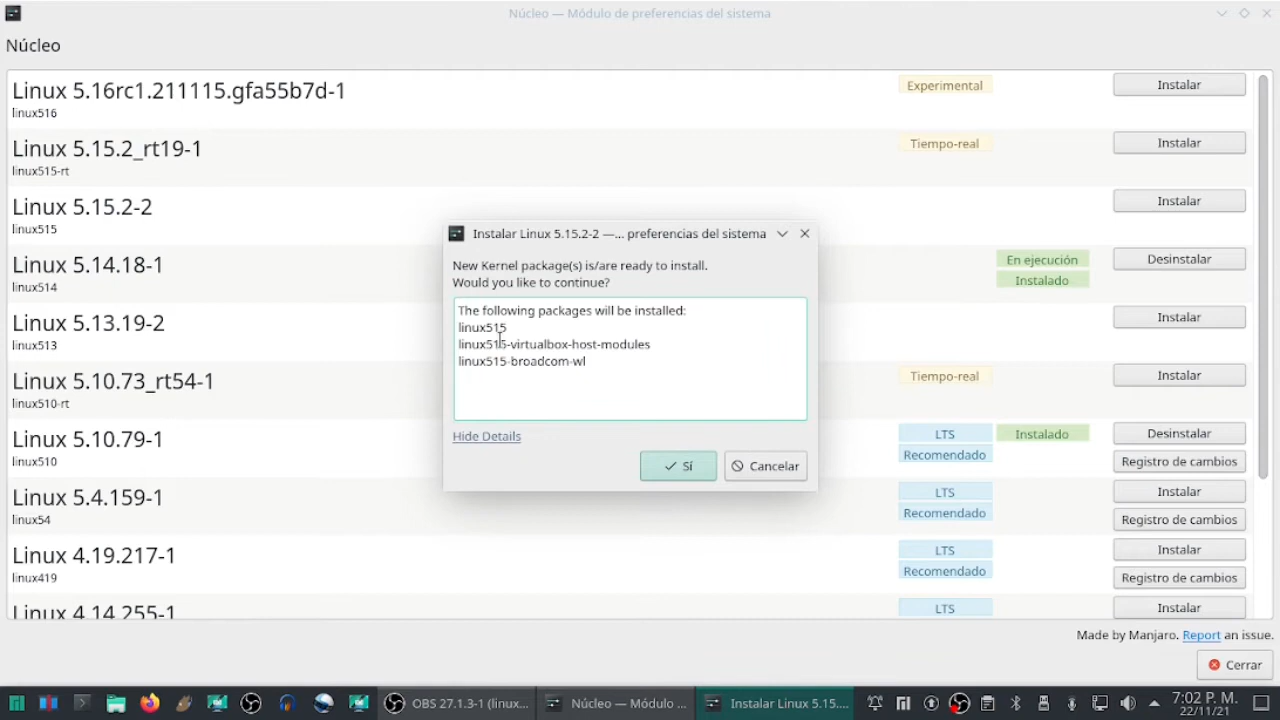 Núcleo — Módulo de preferencias del sistema
Núcleo
Linux 5.16rc1.211115.gfa55b7d-1
linux516
Experimental
Instalar
Linux 5.15.2_rt19-1
linux515-rt
Tiempo-real
Instalar
Linux 5.15.2-2
linux515
Instalar
Linux 5.14.18-1
linux514
En ejecución
Instalado
Desinstalar
Linux 5.13.19-2
linux513
Instalar
Linux 5.10.73_rt54-1
linux510-rt
Tiempo-real
Instalar
Linux 5.10.79-1
linux510
LTS
Recomendado
Instalado
Desinstalar
Registro de cambios
Linux 5.4.159-1
linux54
LTS
Recomendado
Instalar
Registro de cambios
Linux 4.19.217-1
linux419
LTS
Recomendado
Instalar
Registro de cambios
Linux 4.14.255-1
LTS
Instalar
Instalar Linux 5.15.2-2 —... preferencias del sistema
New Kernel package(s) is/are ready to install.
Would you like to continue?
The following packages will be installed:
linux515
linux515-virtualbox-host-modules
linux515-broadcom-wl
Hide Details
Sí
Cancelar
Made by Manjaro. Report an issue.
Cerrar
OBS 27.1.3-1 (linux...
Núcleo — Módulo ...
Instalar Linux 5.15....
7:02 P. M.
22/11/21